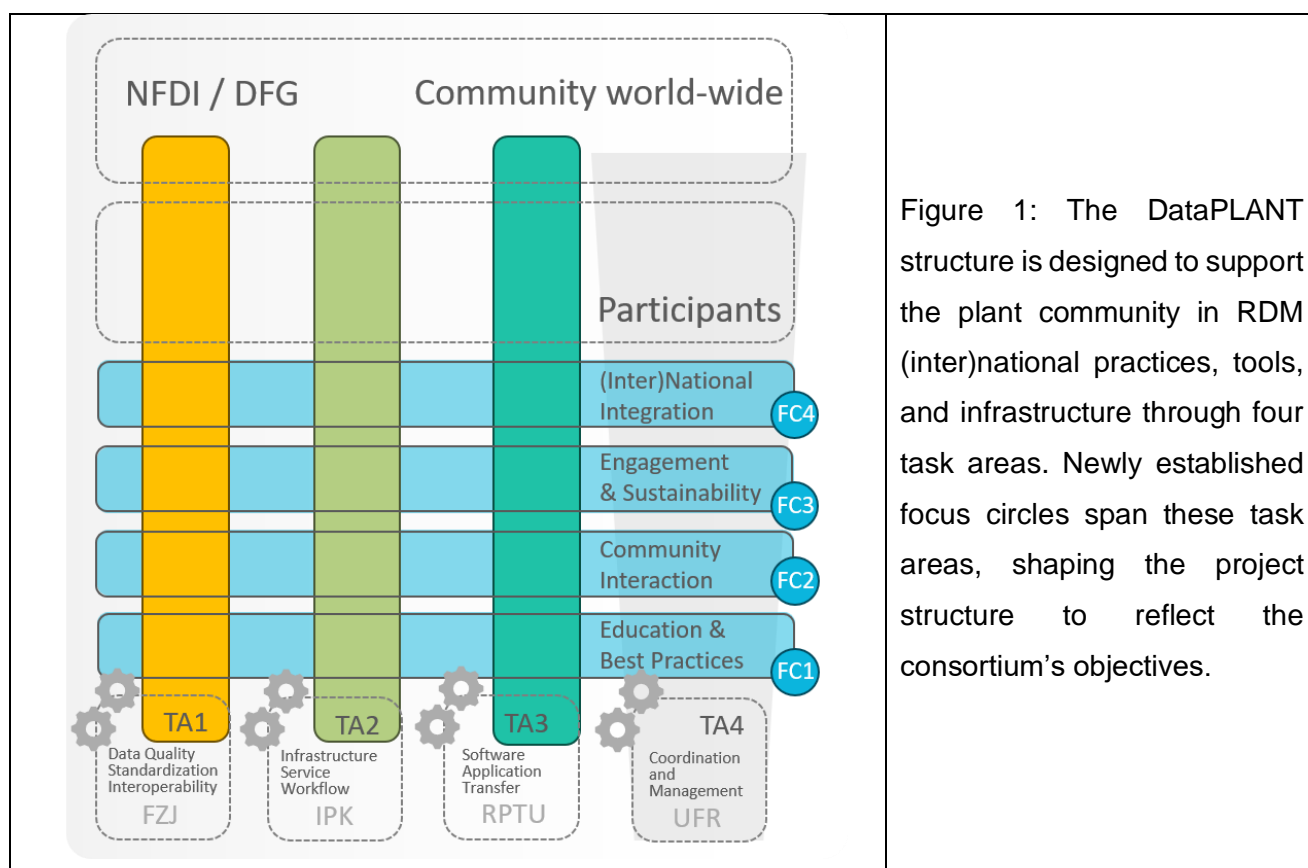 NFDI / DFG
Community world-wide
Participants
(Inter)National
Integration
FC4
Engagement
& Sustainability
FC3
Community
Interaction
FC2
Education &
Best Practices
FC1
TA1
Data Quality
Standardization
Interoperability
FZJ
TA2
Infrastructure
Service
Workflow
IPK
TA3
Software
Application
Transfer
RPTU
TA4
Coordination
and
Management
UFR
Figure 1: The DataPLANT
structure is designed to support
the plant community in RDM
(inter)national practices, tools,
and infrastructure through four
task areas. Newly established
focus circles span these task
areas, shaping the project
structure to reflect the
consortium’s objectives.